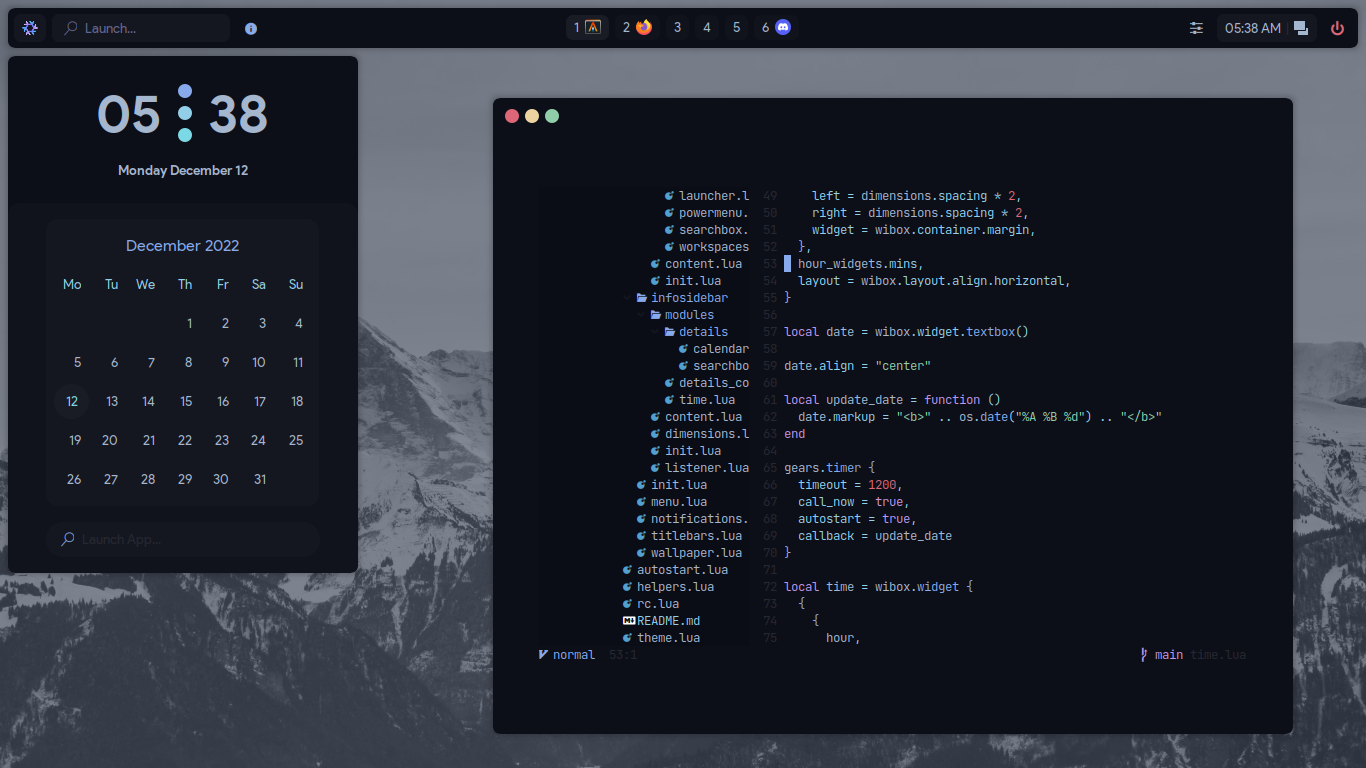 Launch...
1 2 3 4 5 6
05:38 AM
05 38
Monday December 12
December 2022
Mo Tu We Th Fr Sa Su
1 2 3 4
5 6 7 8 9 10 11
12 13 14 15 16 17 18
19 20 21 22 23 24 25
26 27 28 29 30 31
Launch App...
launcher.l
powermenu.
searchbox.
workspaces
content.lua
init.lua
infosidebar
modules
details
calendar
searchbo
details_co
time.lua
content.lua
dimensions.l
init.lua
listener.lua
init.lua
menu.lua
notifications.
titlebars.lua
wallpaper.lua
autostart.lua
helpers.lua
rc.lua
README.md
theme.lua
49 left = dimensions.spacing * 2,
50 right = dimensions.spacing * 2,
51 widget = wibox.container.margin,
52 },
53 hour_widgets.mins,
54 layout = wibox.layout.align.horizontal,
55 }
56
57 local date = wibox.widget.textbox()
58
59 date.align = "center"
60
61 local update_date = function ()
62 date.markup = "<b>" .. os.date("%A %B %d") .. "</b>"
63 end
64
65 gears.timer {
66 timeout = 1200,
67 call_now = true,
68 autostart = true,
69 callback = update_date
70 }
71
72 local time = wibox.widget {
73 {
74 {
75 hour,
normal 53:1
main time.lua